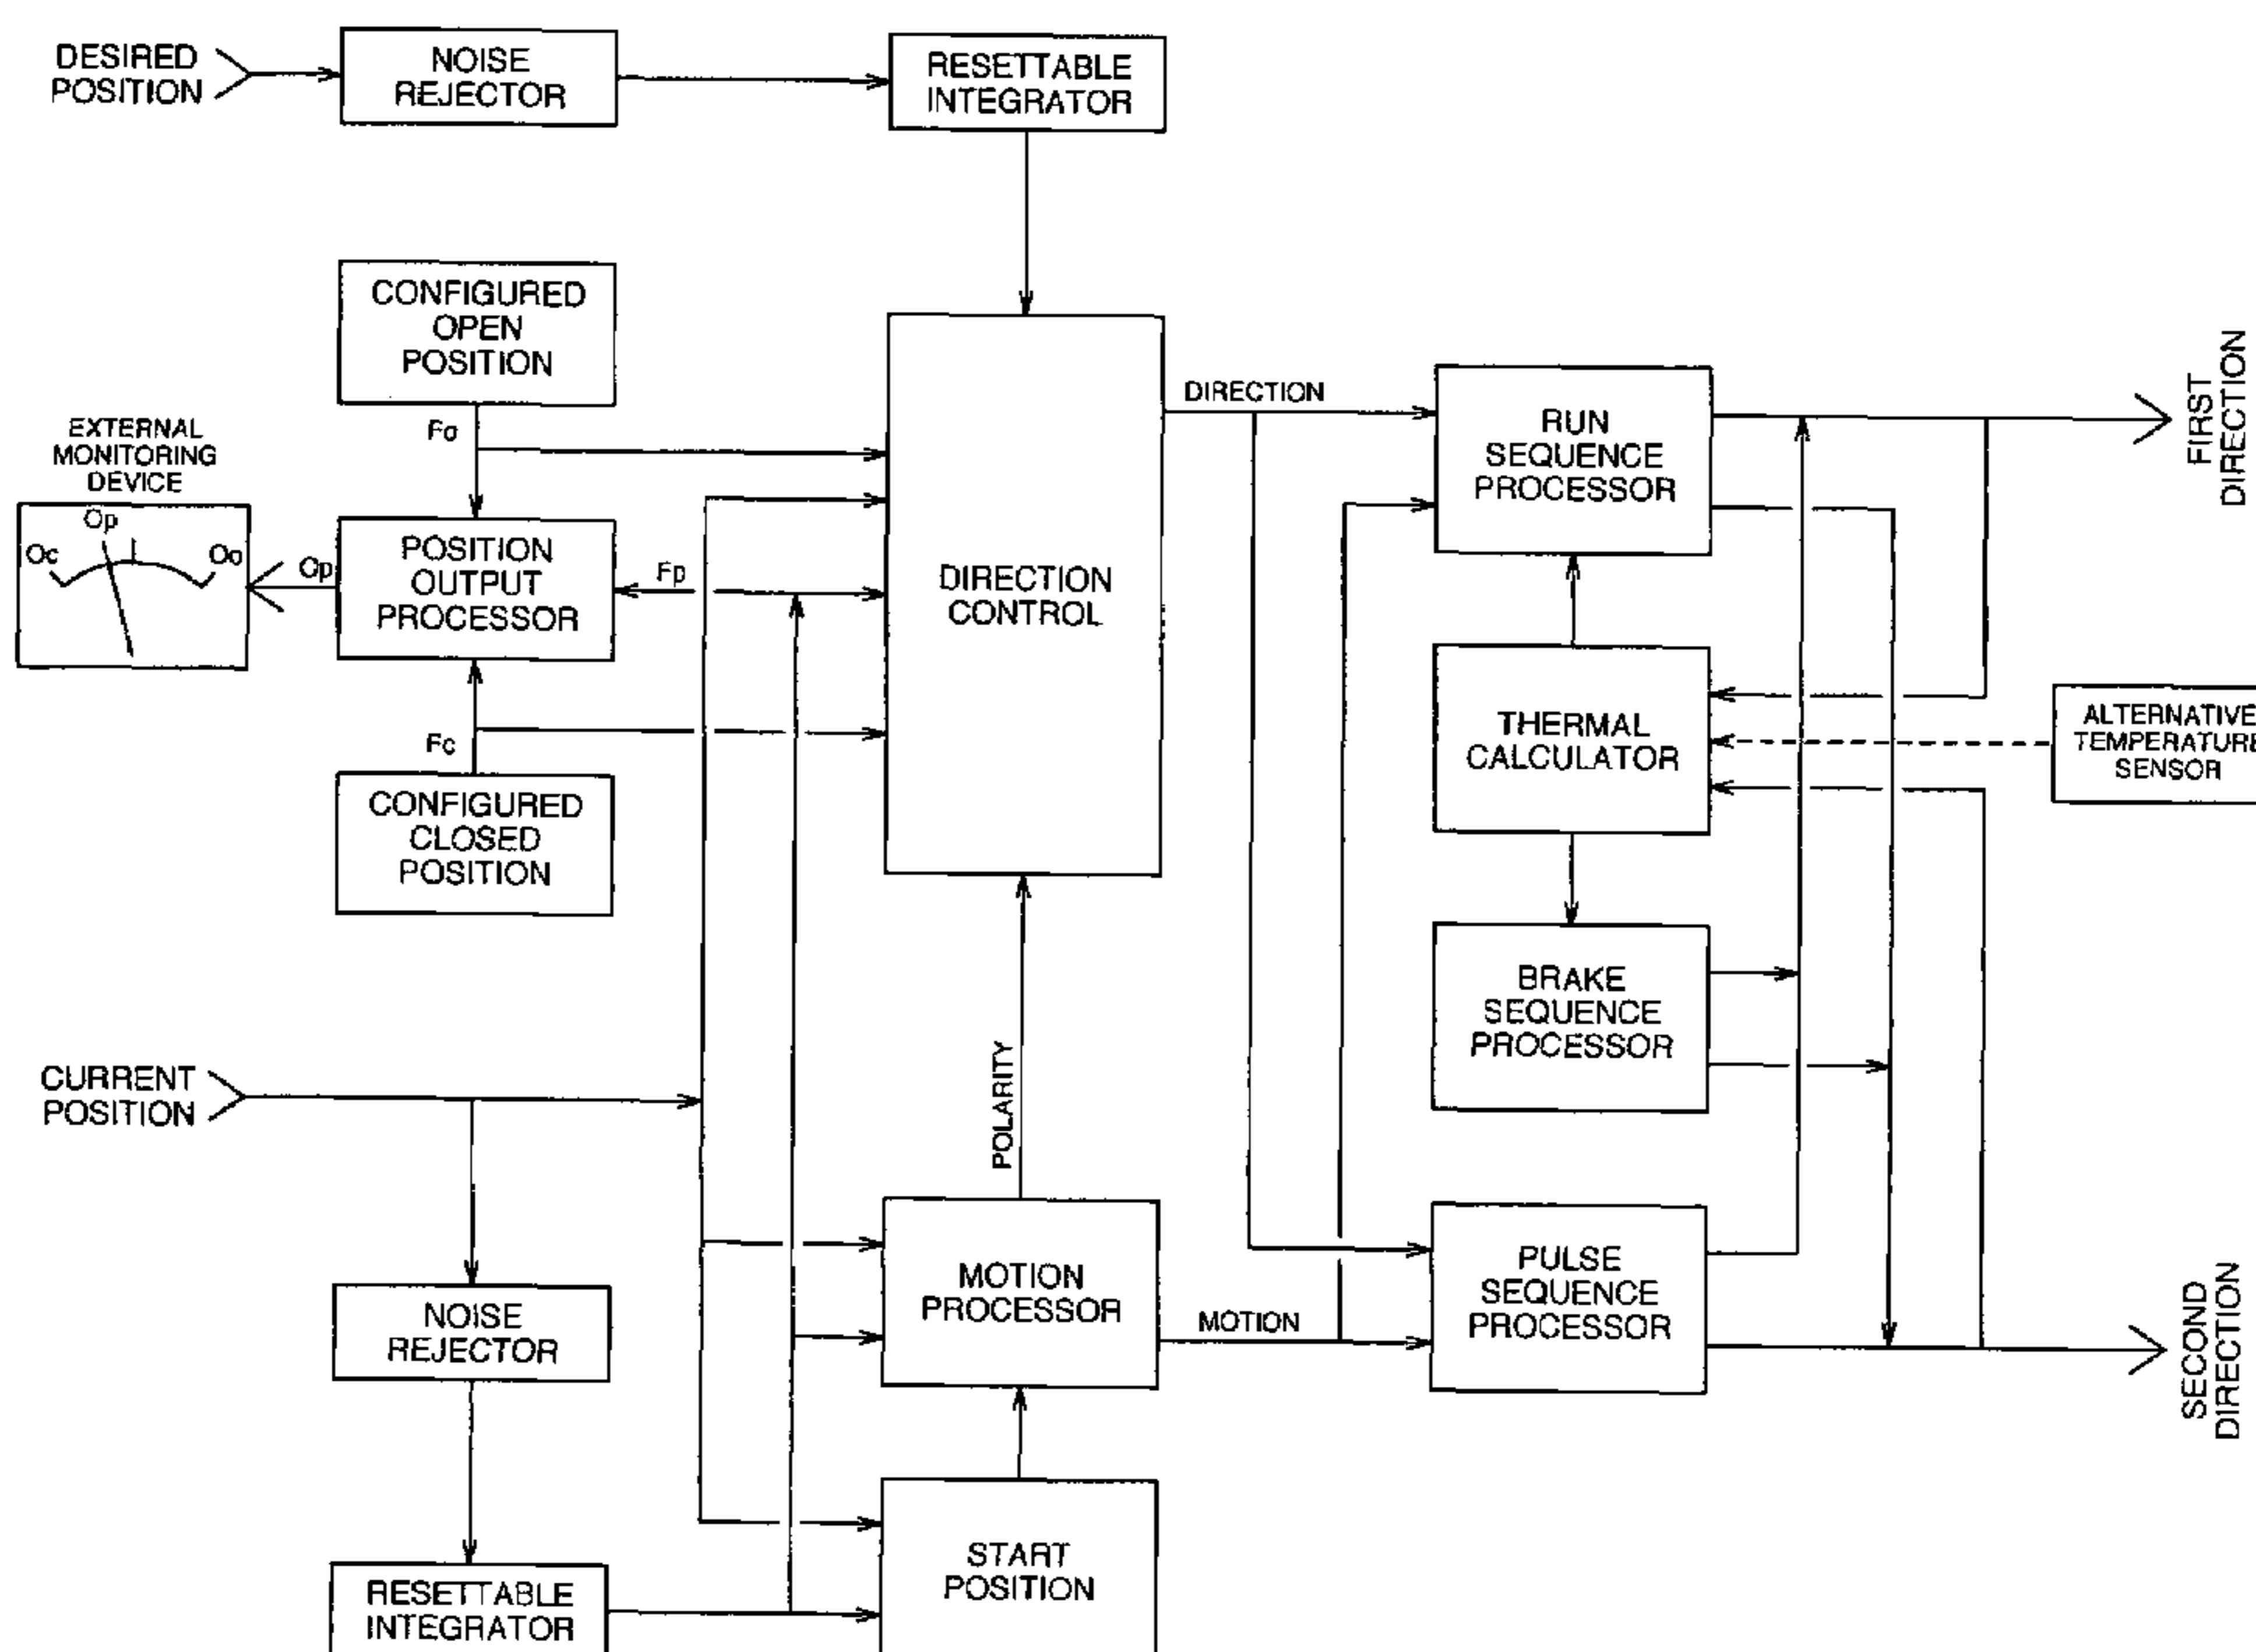 DESIRED
POSITION
NOISE
REJECTOR
RESETTABLE
INTEGRATOR
CONFIGURED
OPEN
POSITION
Fo
EXTERNAL
MONITORING
DEVICE
Oc
Op
Oo
Op
POSITION
OUTPUT
PROCESSOR
Fp
Fc
CONFIGURED
CLOSED
POSITION
DIRECTION
CONTROL
DIRECTION
RUN
SEQUENCE
PROCESSOR
FIRST
DIRECTION
THERMAL
CALCULATOR
ALTERNATIVE
TEMPERATURE
SENSOR
BRAKE
SEQUENCE
PROCESSOR
CURRENT
POSITION
POLARITY
NOISE
REJECTOR
MOTION
PROCESSOR
MOTION
PULSE
SEQUENCE
PROCESSOR
SECOND
DIRECTION
RESETTABLE
INTEGRATOR
START
POSITION